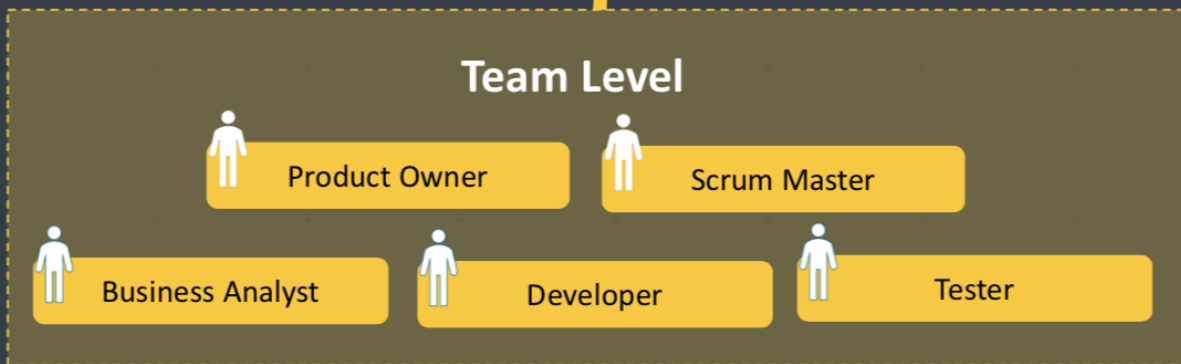 Team Level
Product Owner
Scrum Master
Business Analyst
Developer
Tester